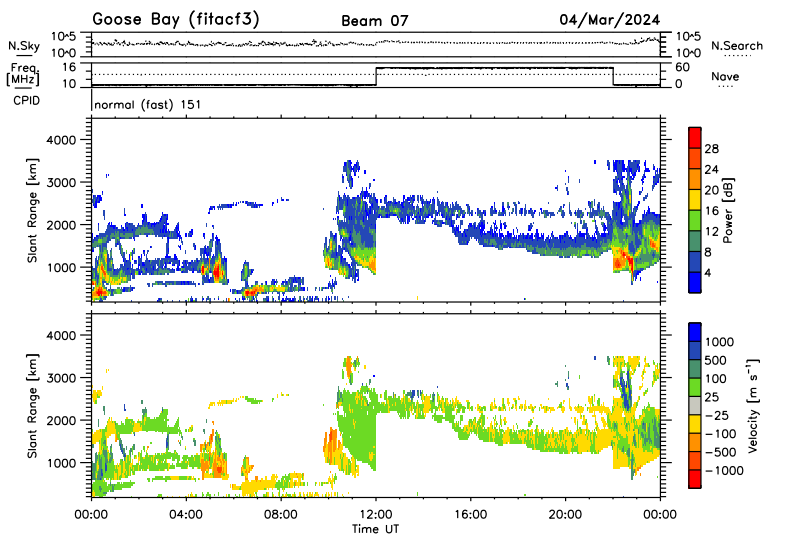 Goose Bay (fitacf3) Beam 07 04/Mar/2024
N.Sky 10^5 10^5 N.Search
10^0 10^0
Freq. 16 60
[MHz] 10 0 Nave
CPID normal (fast) 151
Slant Range [km]
4000
3000
2000
1000
28
24
20
16
12
8
4
Power [dB]
Slant Range [km]
4000
3000
2000
1000
1000
500
100
25
-25
-100
-500
-1000
Velocity [m s⁻¹]
00:00 04:00 08:00 12:00 16:00 20:00 00:00
Time UT